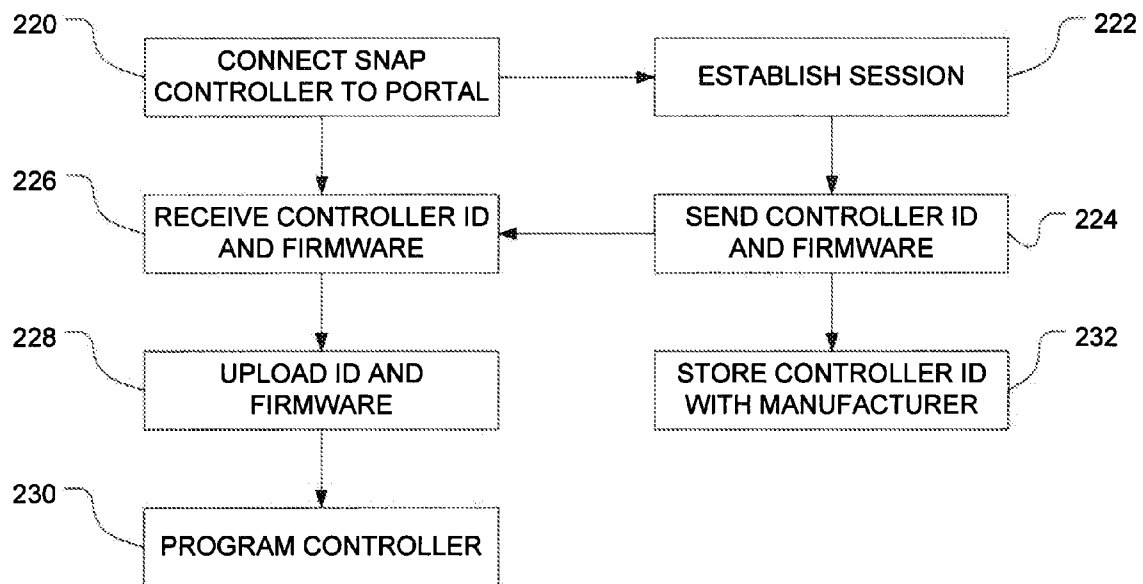 220
CONNECT SNAP
CONTROLLER TO PORTAL
ESTABLISH SESSION
222
226
RECEIVE CONTROLLER ID
AND FIRMWARE
SEND CONTROLLER ID
AND FIRMWARE
224
228
UPLOAD ID AND
FIRMWARE
STORE CONTROLLER ID
WITH MANUFACTURER
232
230
PROGRAM CONTROLLER